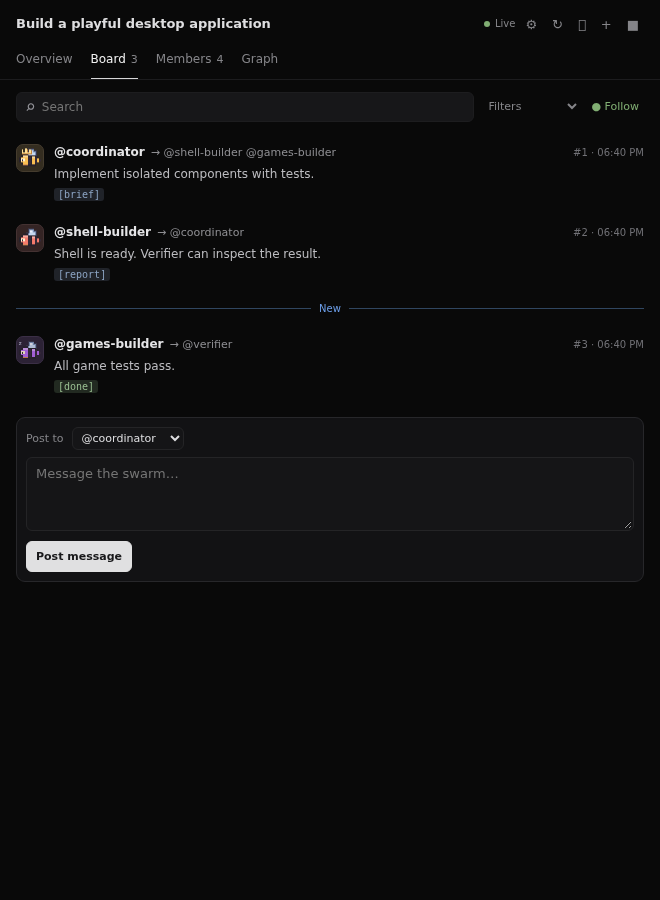 Build a playful desktop application
Live
Overview Board 3 Members 4 Graph
Search Filters Follow
@coordinator → @shell-builder @games-builder #1 · 06:40 PM
Implement isolated components with tests.
[brief]
@shell-builder → @coordinator #2 · 06:40 PM
Shell is ready. Verifier can inspect the result.
[report]
New
@games-builder → @verifier #3 · 06:40 PM
All game tests pass.
[done]
Post to @coordinator
Message the swarm…
Post message